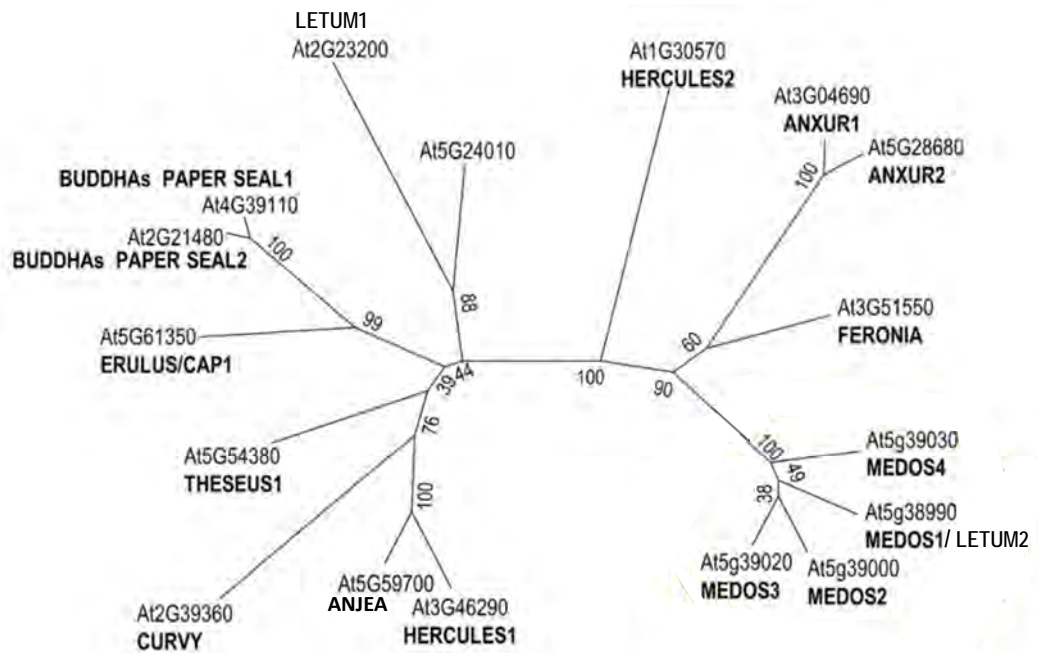 LETUM1
At2G23200
At1G30570
HERCULES2
At3G04690
ANXUR1
At5G28680
ANXUR2
100
At5G24010
BUDDHAs PAPER SEAL1
At4G39110
At2G21480
BUDDHAs PAPER SEAL2
100
88
99
At5G61350
ERULUS/CAP1
At3G51550
FERONIA
60
100
90
44
39
76
At5G54380
THESEUS1
100
At5g39030
MEDOS4
100
49
38
At5g38990
MEDOS1/ LETUM2
At5g39020
MEDOS3
At5g39000
MEDOS2
At5G59700
ANJEA
At3G46290
HERCULES1
At2G39360
CURVY